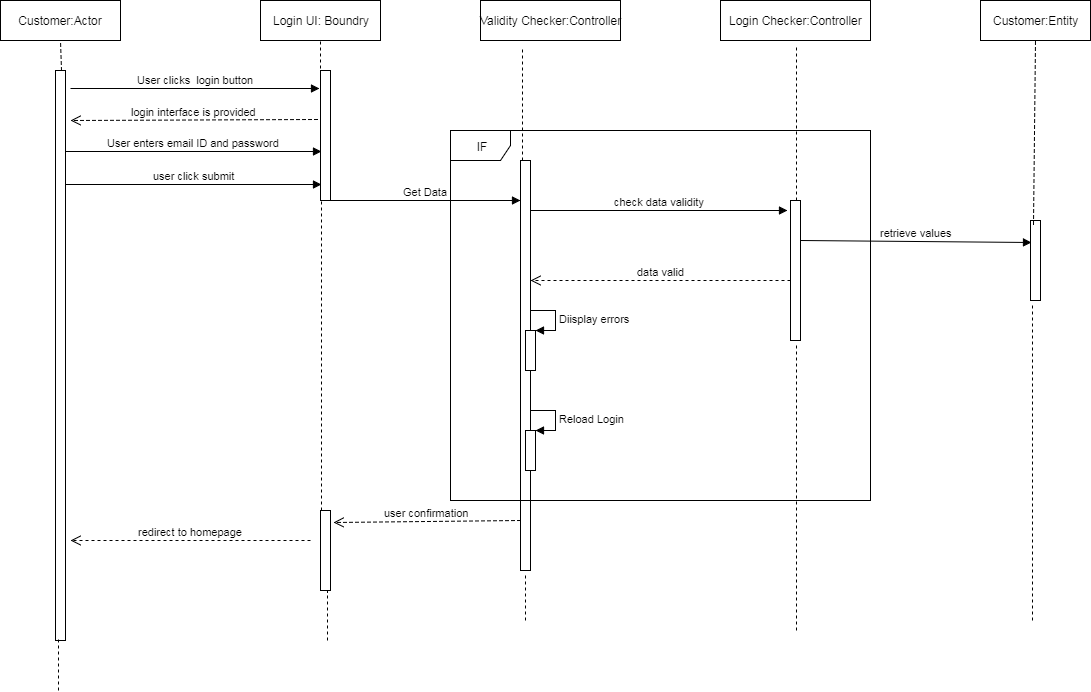 Customer:Actor
Login UI: Boundry
Validity Checker:Controller
Login Checker:Controller
Customer:Entity
User clicks  login button
login interface is provided
User enters email ID and password
IF
user click submit
Get Data
check data validity
retrieve values
data valid
Diisplay errors
Reload Login
user confirmation
redirect to homepage